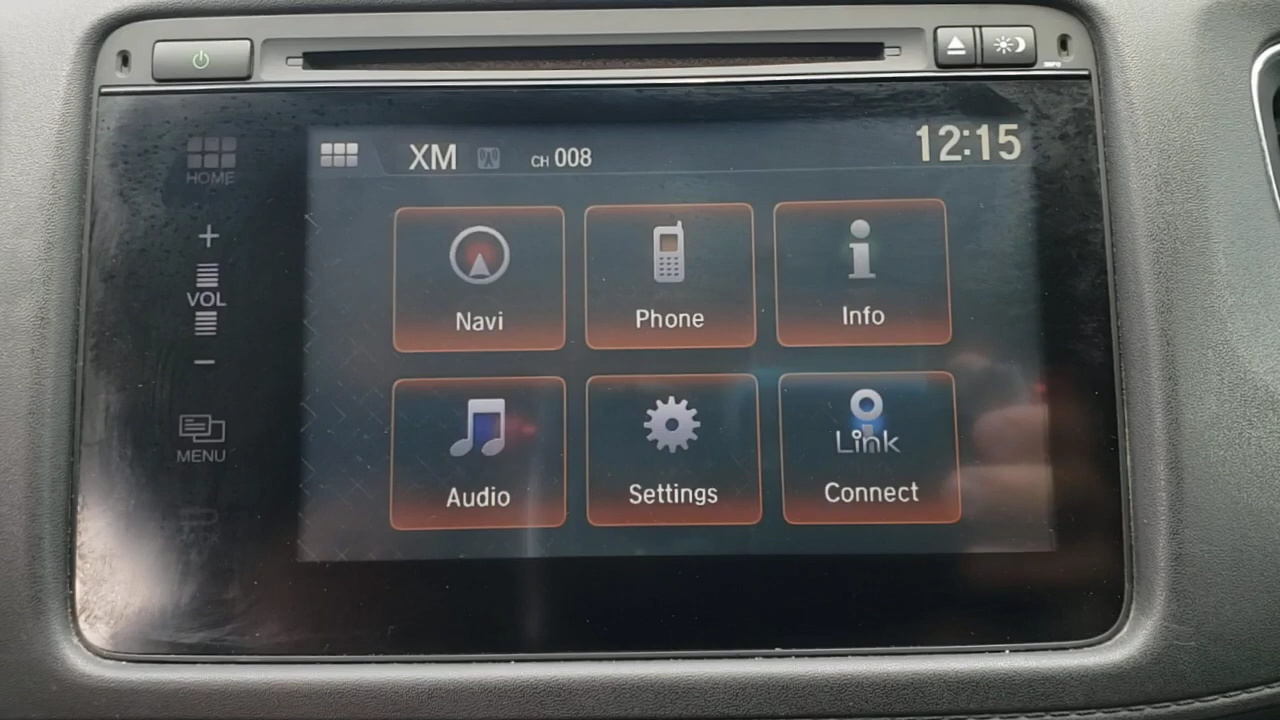 HOME
XM CH 008 12:15
+
VOL
−
Navi Phone Info
Link
Audio Settings Connect
MENU